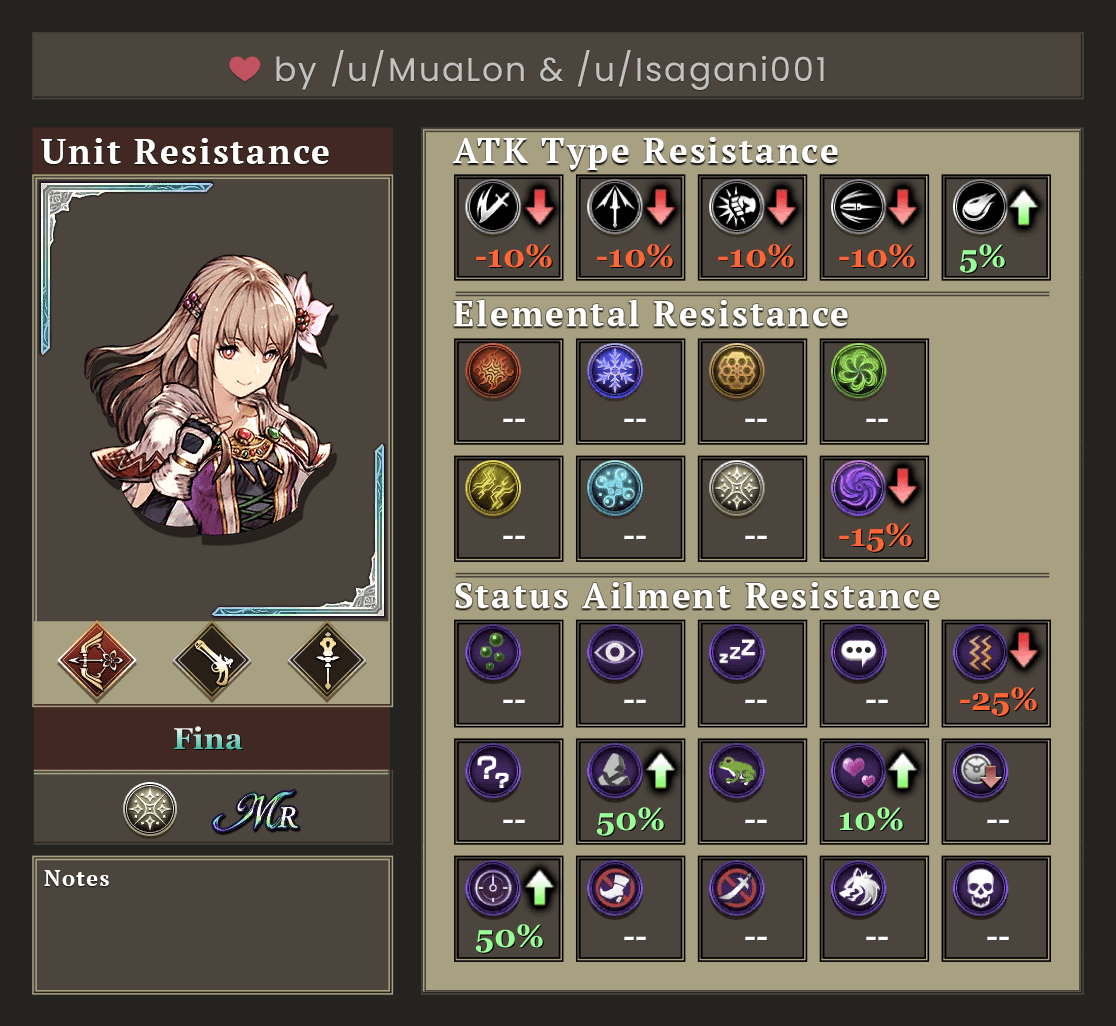 by /u/MuaLon & /u/Isagani001
Unit Resistance
Fina
MR
Notes
ATK Type Resistance
-10% -10% -10% -10% 5%
Elemental Resistance
-- -- -- --
-- -- -- -15%
Status Ailment Resistance
zzZ
-- -- -- -- -25%
??
-- 50% -- 10% --
50% -- -- -- --